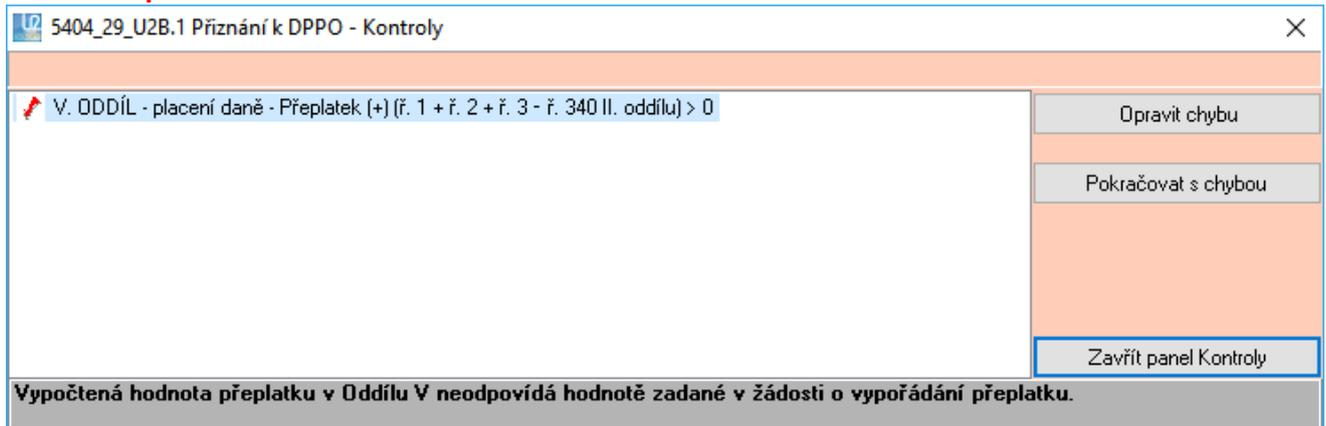 5404_29_U2B.1 Přiznání k DPPO - Kontroly
V. ODDÍL - placení daně - Přeplatek (+) (ř. 1 + ř. 2 + ř. 3 - ř. 340 II. oddílu) > 0
Opravit chybu
Pokračovat s chybou
Zavřít panel Kontroly
Vypočtená hodnota přeplatku v Oddílu V neodpovídá hodnotě zadané v žádosti o vypořádání přeplatku.